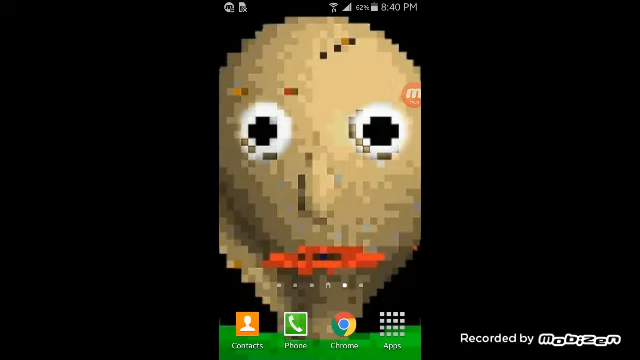 62% 8:40 PM
Contacts Phone Chrome Apps
Recorded by Mobizen